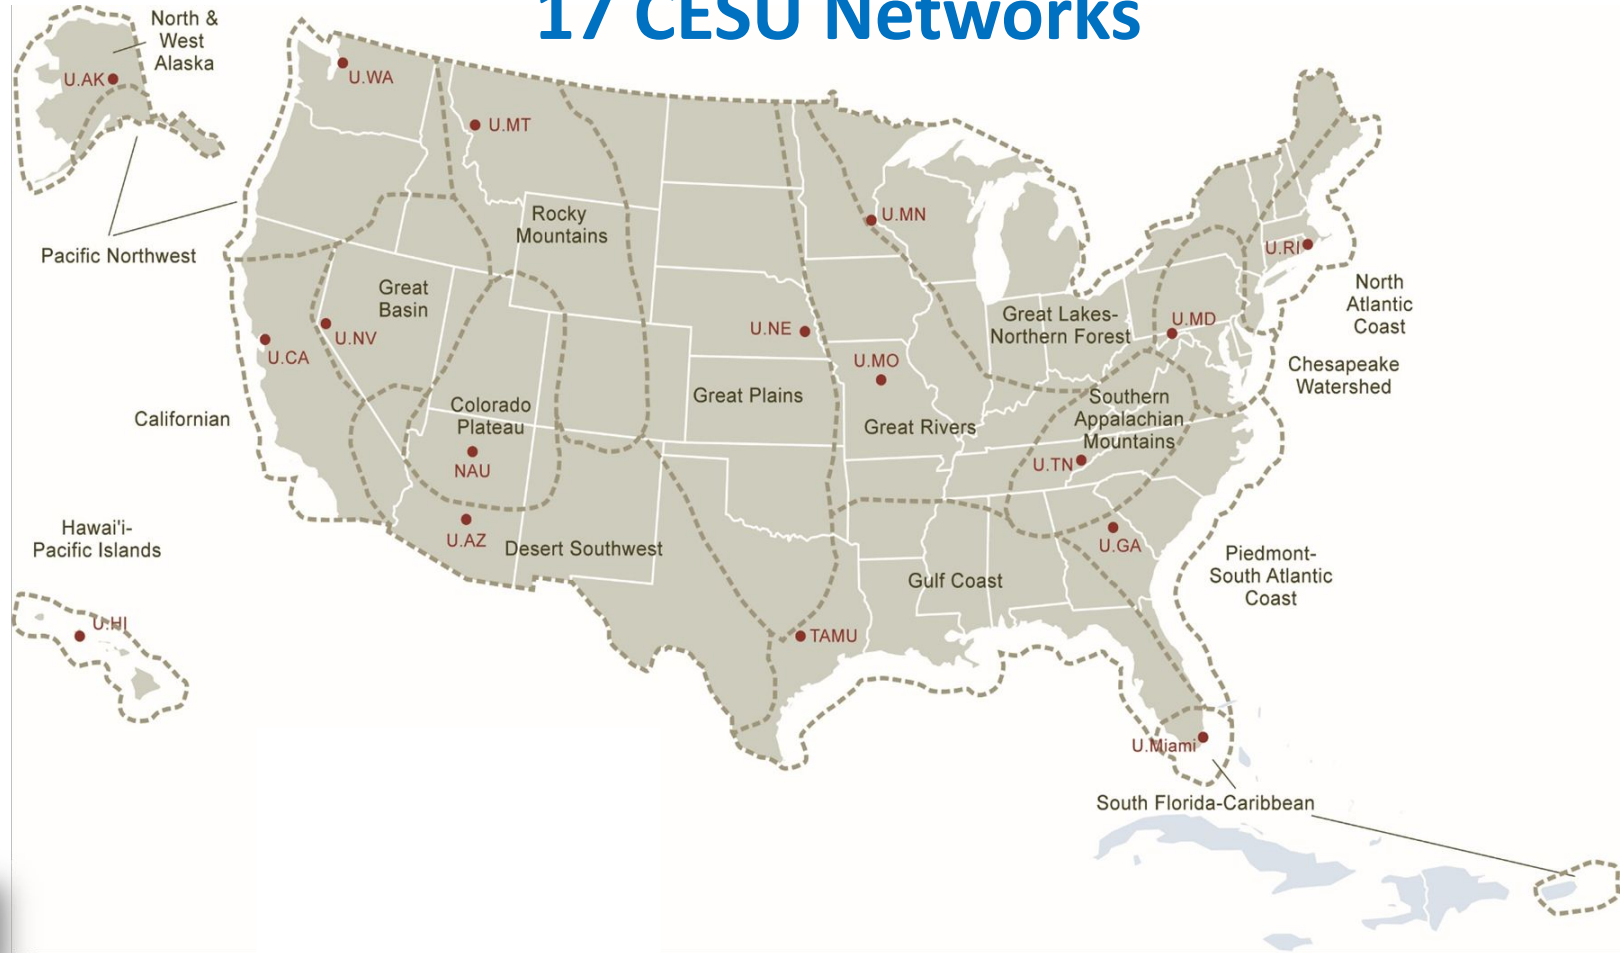 17 CESU Networks
North &
West
Alaska
U.AK
U.WA
U.MT
Pacific Northwest
Rocky
Mountains
U.MN
U.RI
North
Atlantic
Coast
Great
Basin
U.NV
U.CA
U.NE
U.MO
Great Lakes-
Northern Forest
U.MD
Chesapeake
Watershed
Californian
Colorado
Plateau
NAU
Great Plains
Great Rivers
Southern
Appalachian
Mountains
U.TN
U.AZ
Desert Southwest
U.GA
Gulf Coast
Piedmont-
South Atlantic
Coast
Hawai'i-
Pacific Islands
U.HI
TAMU
U.Miami
South Florida-Caribbean